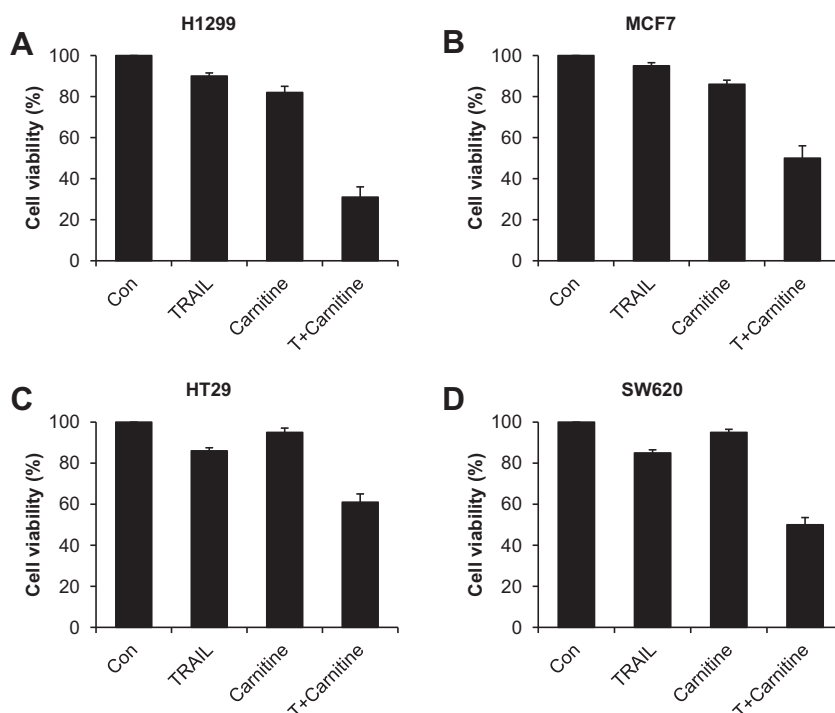 A
H1299
Cell viability (%)
100
80
60
40
20
0
Con
TRAIL
Carnitine
T+Carnitine
B
MCF7
Cell viability (%)
100
80
60
40
20
0
Con
TRAIL
Carnitine
T+Carnitine
C
HT29
Cell viability (%)
100
80
60
40
20
0
Con
TRAIL
Carnitine
T+Carnitine
D
SW620
Cell viability (%)
100
80
60
40
20
0
Con
TRAIL
Carnitine
T+Carnitine